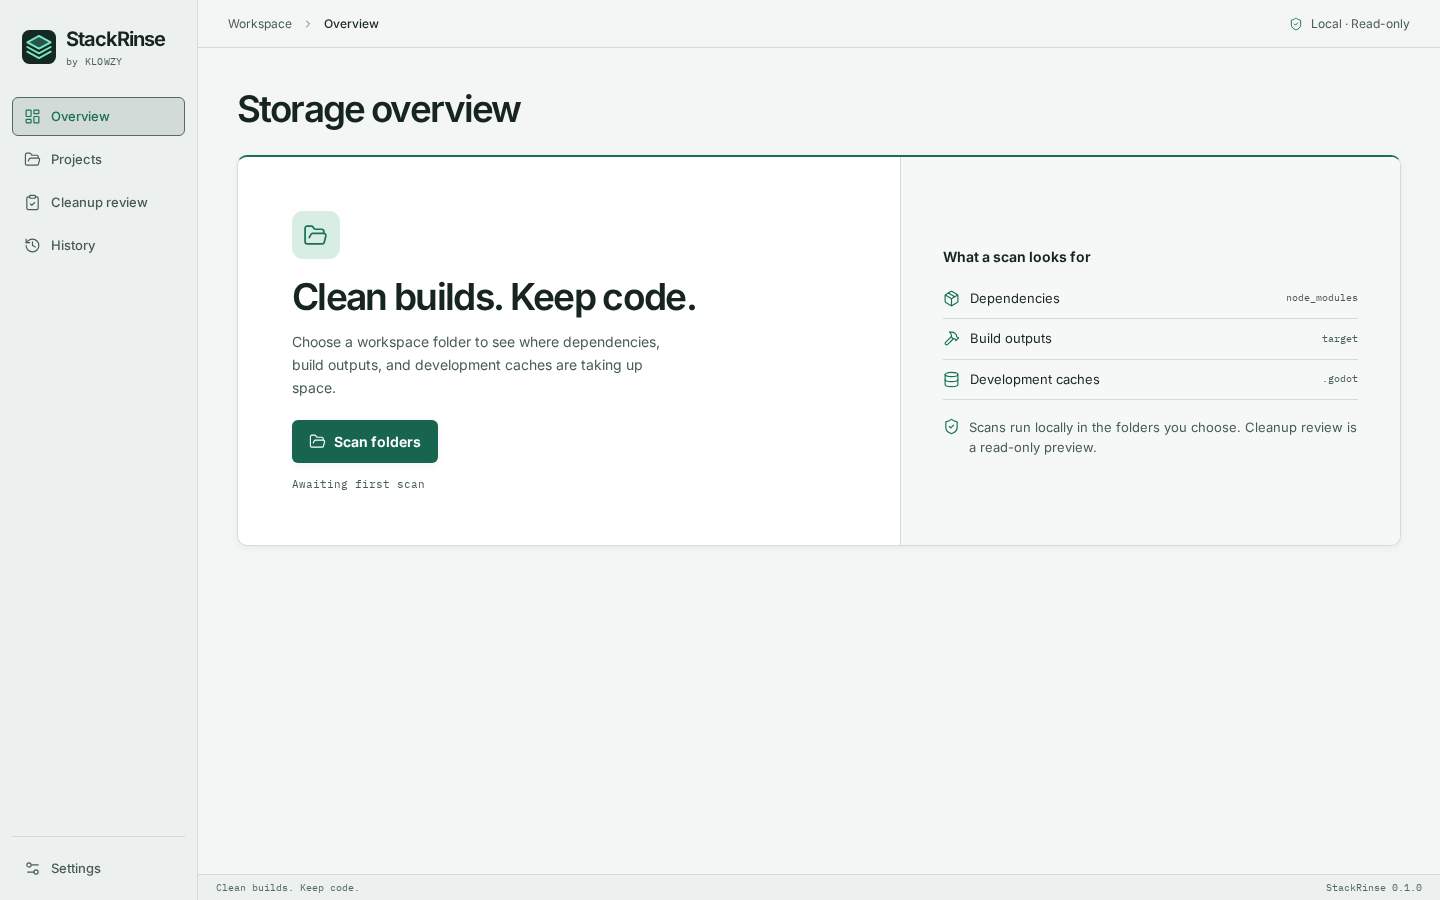 StackRinse
by KLOWZY
Overview
Projects
Cleanup review
History
Settings
Workspace
Overview
Local · Read-only
Storage overview
Clean builds. Keep code.
Choose a workspace folder to see where dependencies,
build outputs, and development caches are taking up
space.
Scan folders
Awaiting first scan
What a scan looks for
Dependencies node_modules
Build outputs target
Development caches .godot
Scans run locally in the folders you choose. Cleanup review is
a read-only preview.
Clean builds. Keep code.
StackRinse 0.1.0